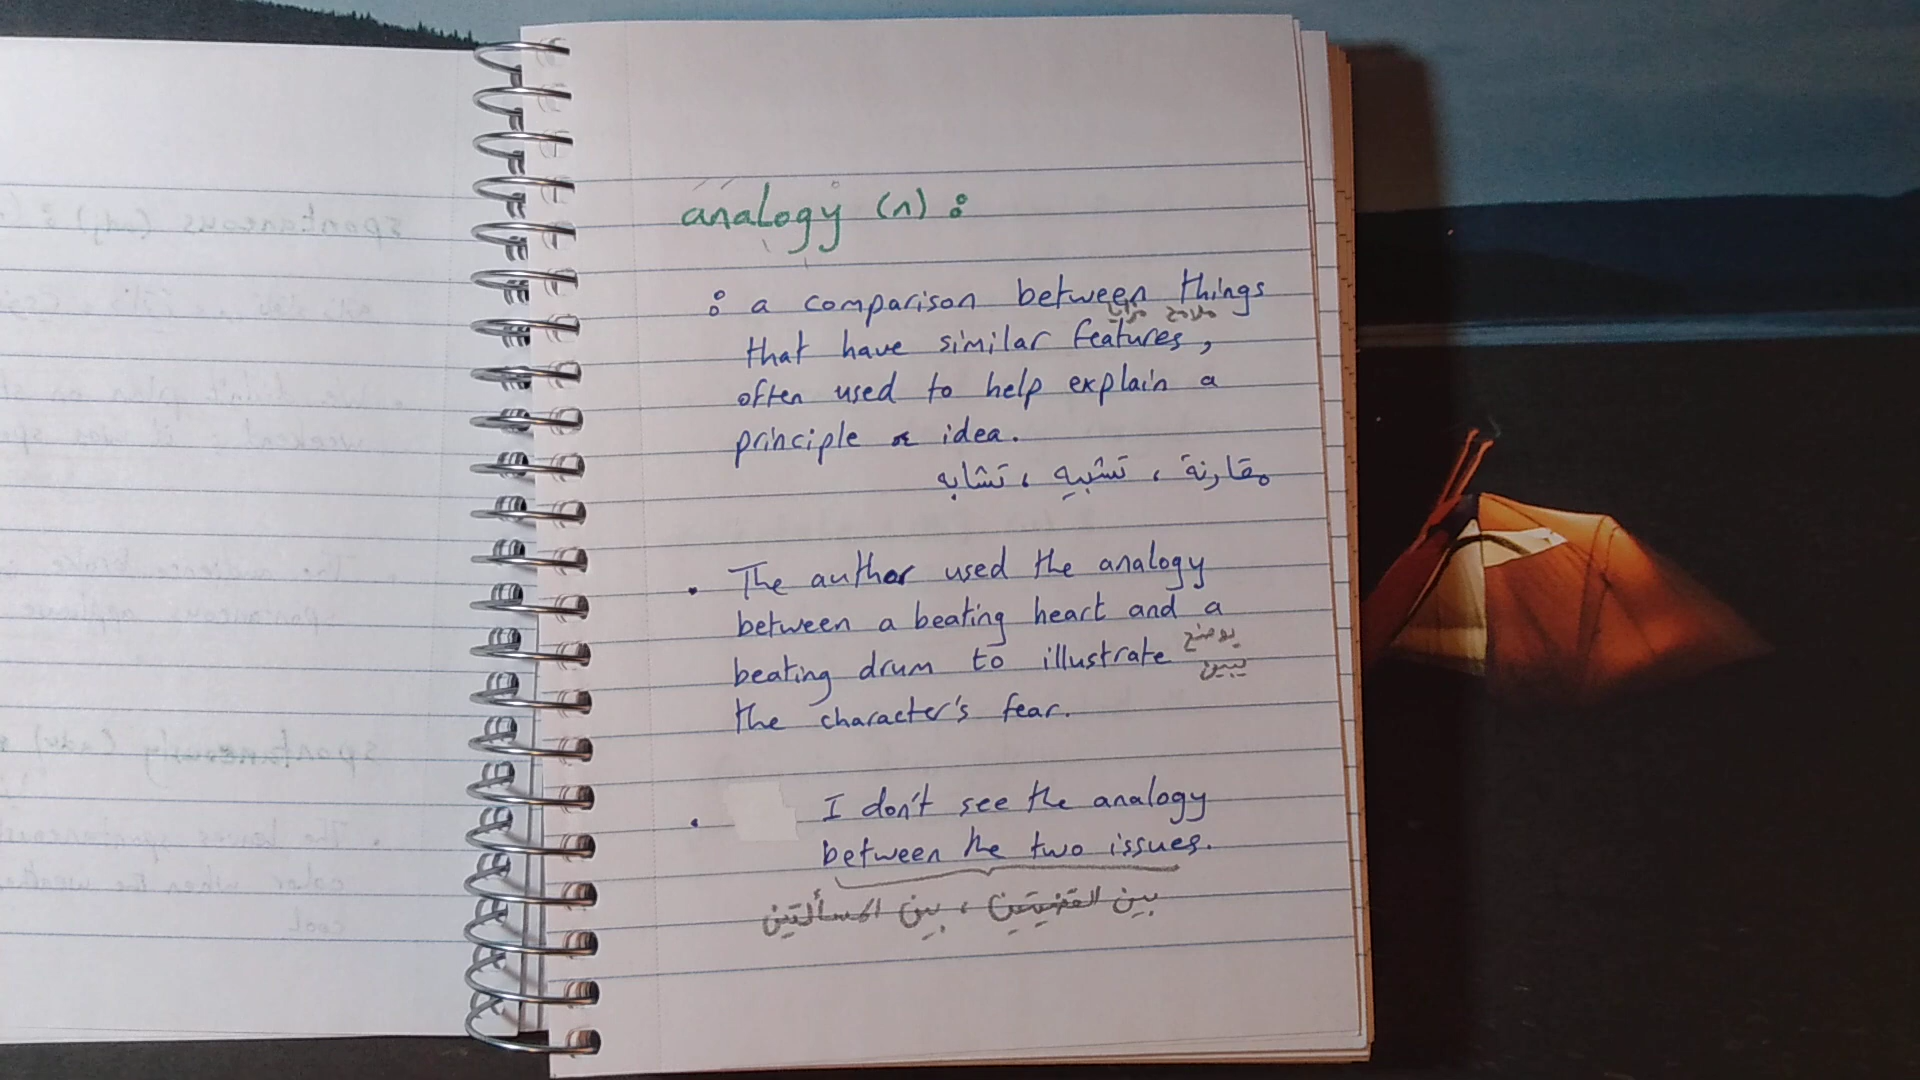 analogy (n) :
: a comparison between things
مزايا ملامح
that have similar features,
often used to help explain a
principle or idea.
مقارنة ، تشبيه ، تشابه
. The author used the analogy
between a beating heart and a
يوضح
beating drum to illustrate
يبين
the character's fear.
. I don't see the analogy
between the two issues.
بين القضيتين ، بين المسألتين